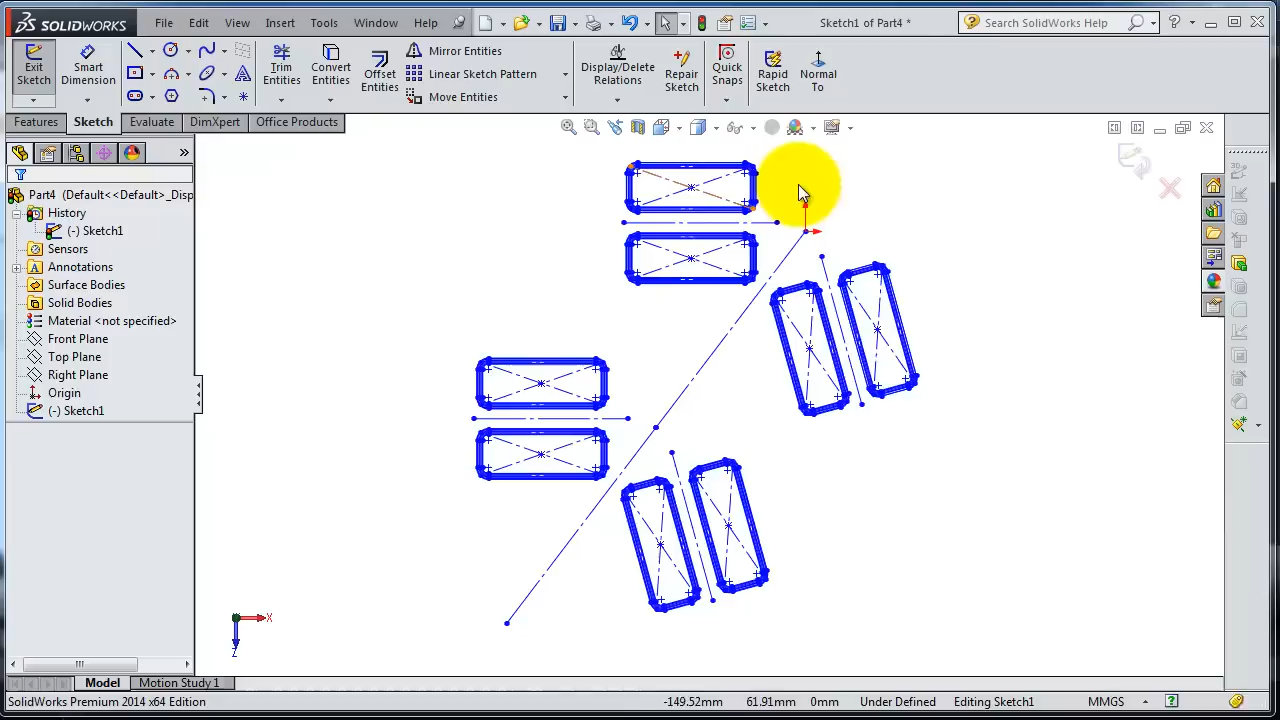 SOLIDWORKS File Edit View Insert Tools Window Help Sketch1 of Part4 * Search SolidWorks Help
Exit Sketch
Smart Dimension
Trim Entities
Convert Entities
Offset Entities
Mirror Entities
Linear Sketch Pattern
Move Entities
Display/Delete Relations
Repair Sketch
Quick Snaps
Rapid Sketch
Normal To
Features Sketch Evaluate DimXpert Office Products
Part4 (Default<<Default>_Disp
History
(-) Sketch1
Sensors
Annotations
Surface Bodies
Solid Bodies
Material <not specified>
Front Plane
Top Plane
Right Plane
Origin
(-) Sketch1
X
Z
Model Motion Study 1
SolidWorks Premium 2014 x64 Edition -149.52mm 61.91mm 0mm Under Defined Editing Sketch1 MMGS